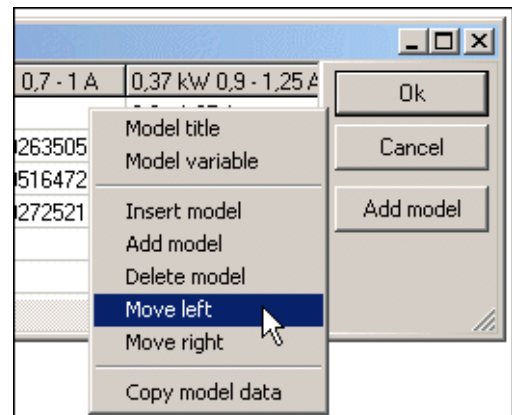 0,7 - 1 A
0,37 kW 0,9 - 1,25 A
Ok
Model title
Cancel
Model variable
Insert model
Add model
Add model
Delete model
Move left
Move right
Copy model data